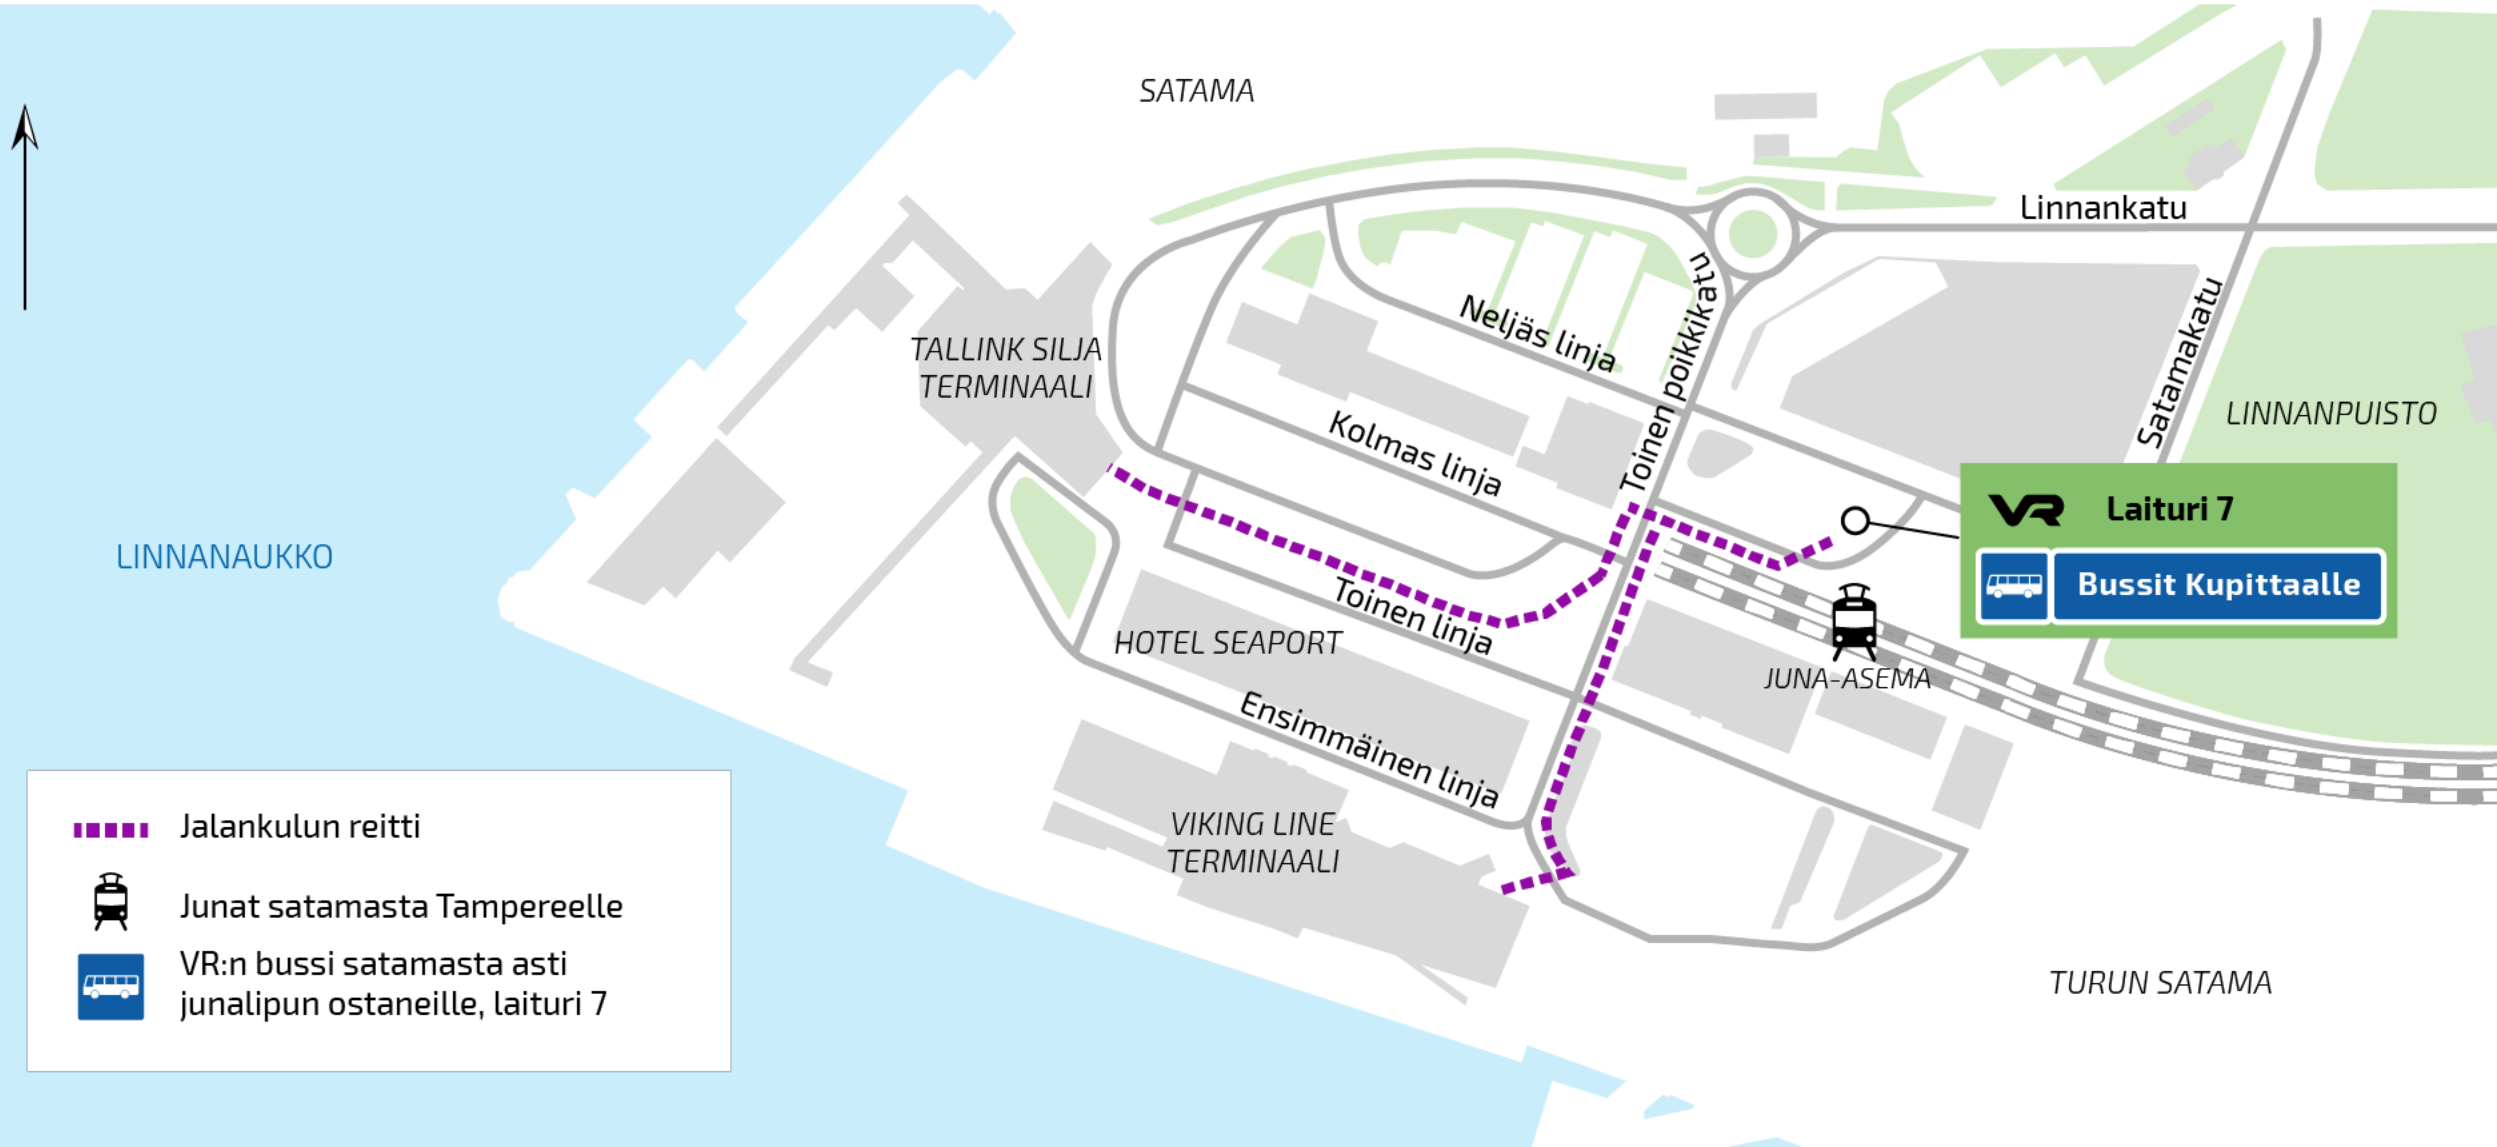 SATAMA
Linnankatu
Toinen poikkikatu
Neljäs linja
Satamakatu
TALLINK SILJA
TERMINAALI
LINNANPUISTO
Kolmas linja
VR Laituri 7
Bussit Kupittaalle
LINNANAUKKO
Toinen linja
HOTEL SEAPORT
JUNA-ASEMA
Ensimmäinen linja
VIKING LINE
TERMINAALI
TURUN SATAMA
Jalankulun reitti
Junat satamasta Tampereelle
VR:n bussi satamasta asti
junalipun ostaneille, laituri 7